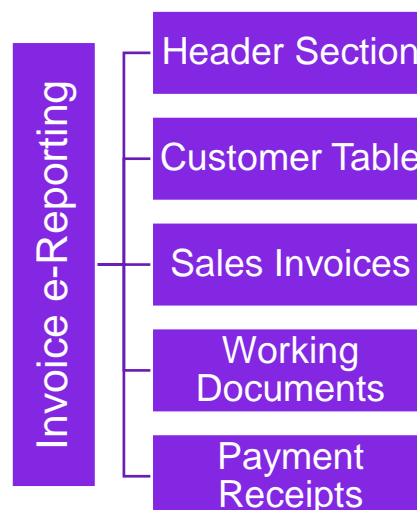 Invoice e-Reporting
Header Section
Customer Table
Sales Invoices
Working
Documents
Payment
Receipts